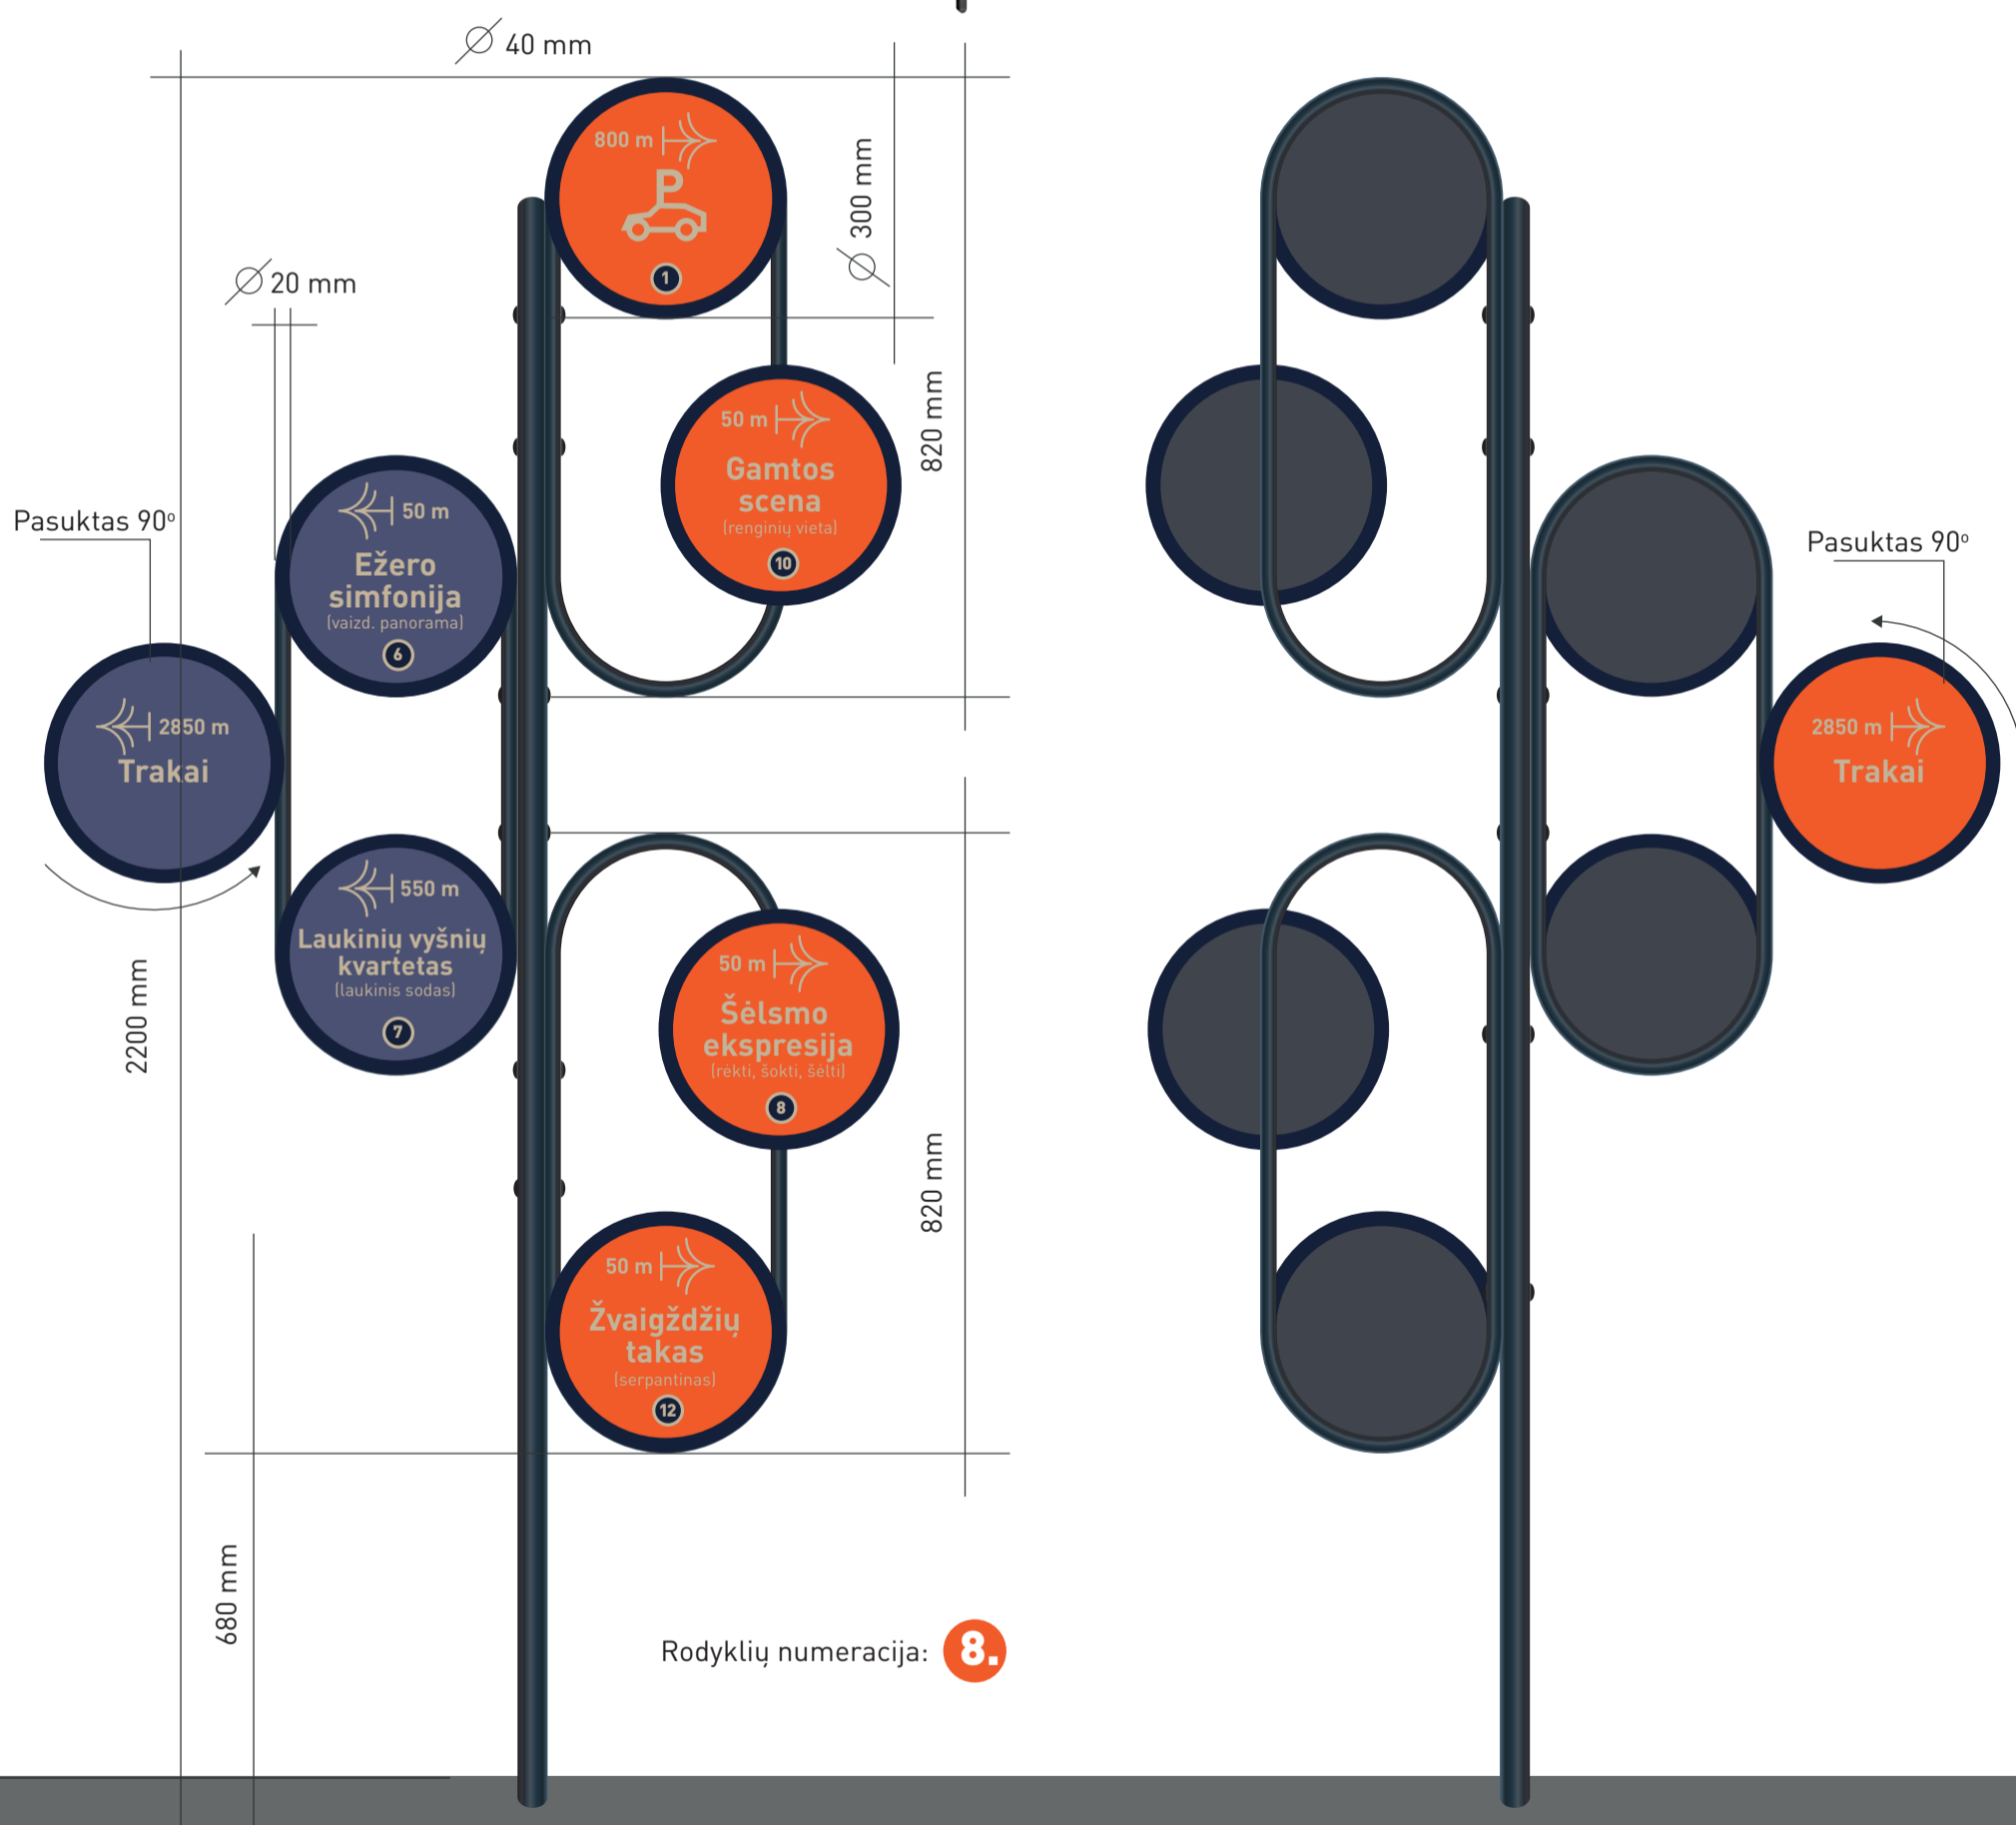 40 mm
800 m
P
1
300 mm
20 mm
820 mm
50 m
Gamtos
scena
(renginių vieta)
10
Pasuktas 90º
50 m
Ežero
simfonija
(vaizd. panorama)
6
Pasuktas 90º
2850 m
Trakai
2850 m
Trakai
550 m
Laukinių vyšnių
kvartetas
(laukinis sodas)
7
50 m
Šėlsmo
ekspresija
(rėkti, šokti, šėlti)
8
2200 mm
820 mm
50 m
Žvaigždžių
takas
(serpantinas)
12
680 mm
Rodyklių numeracija: 8.